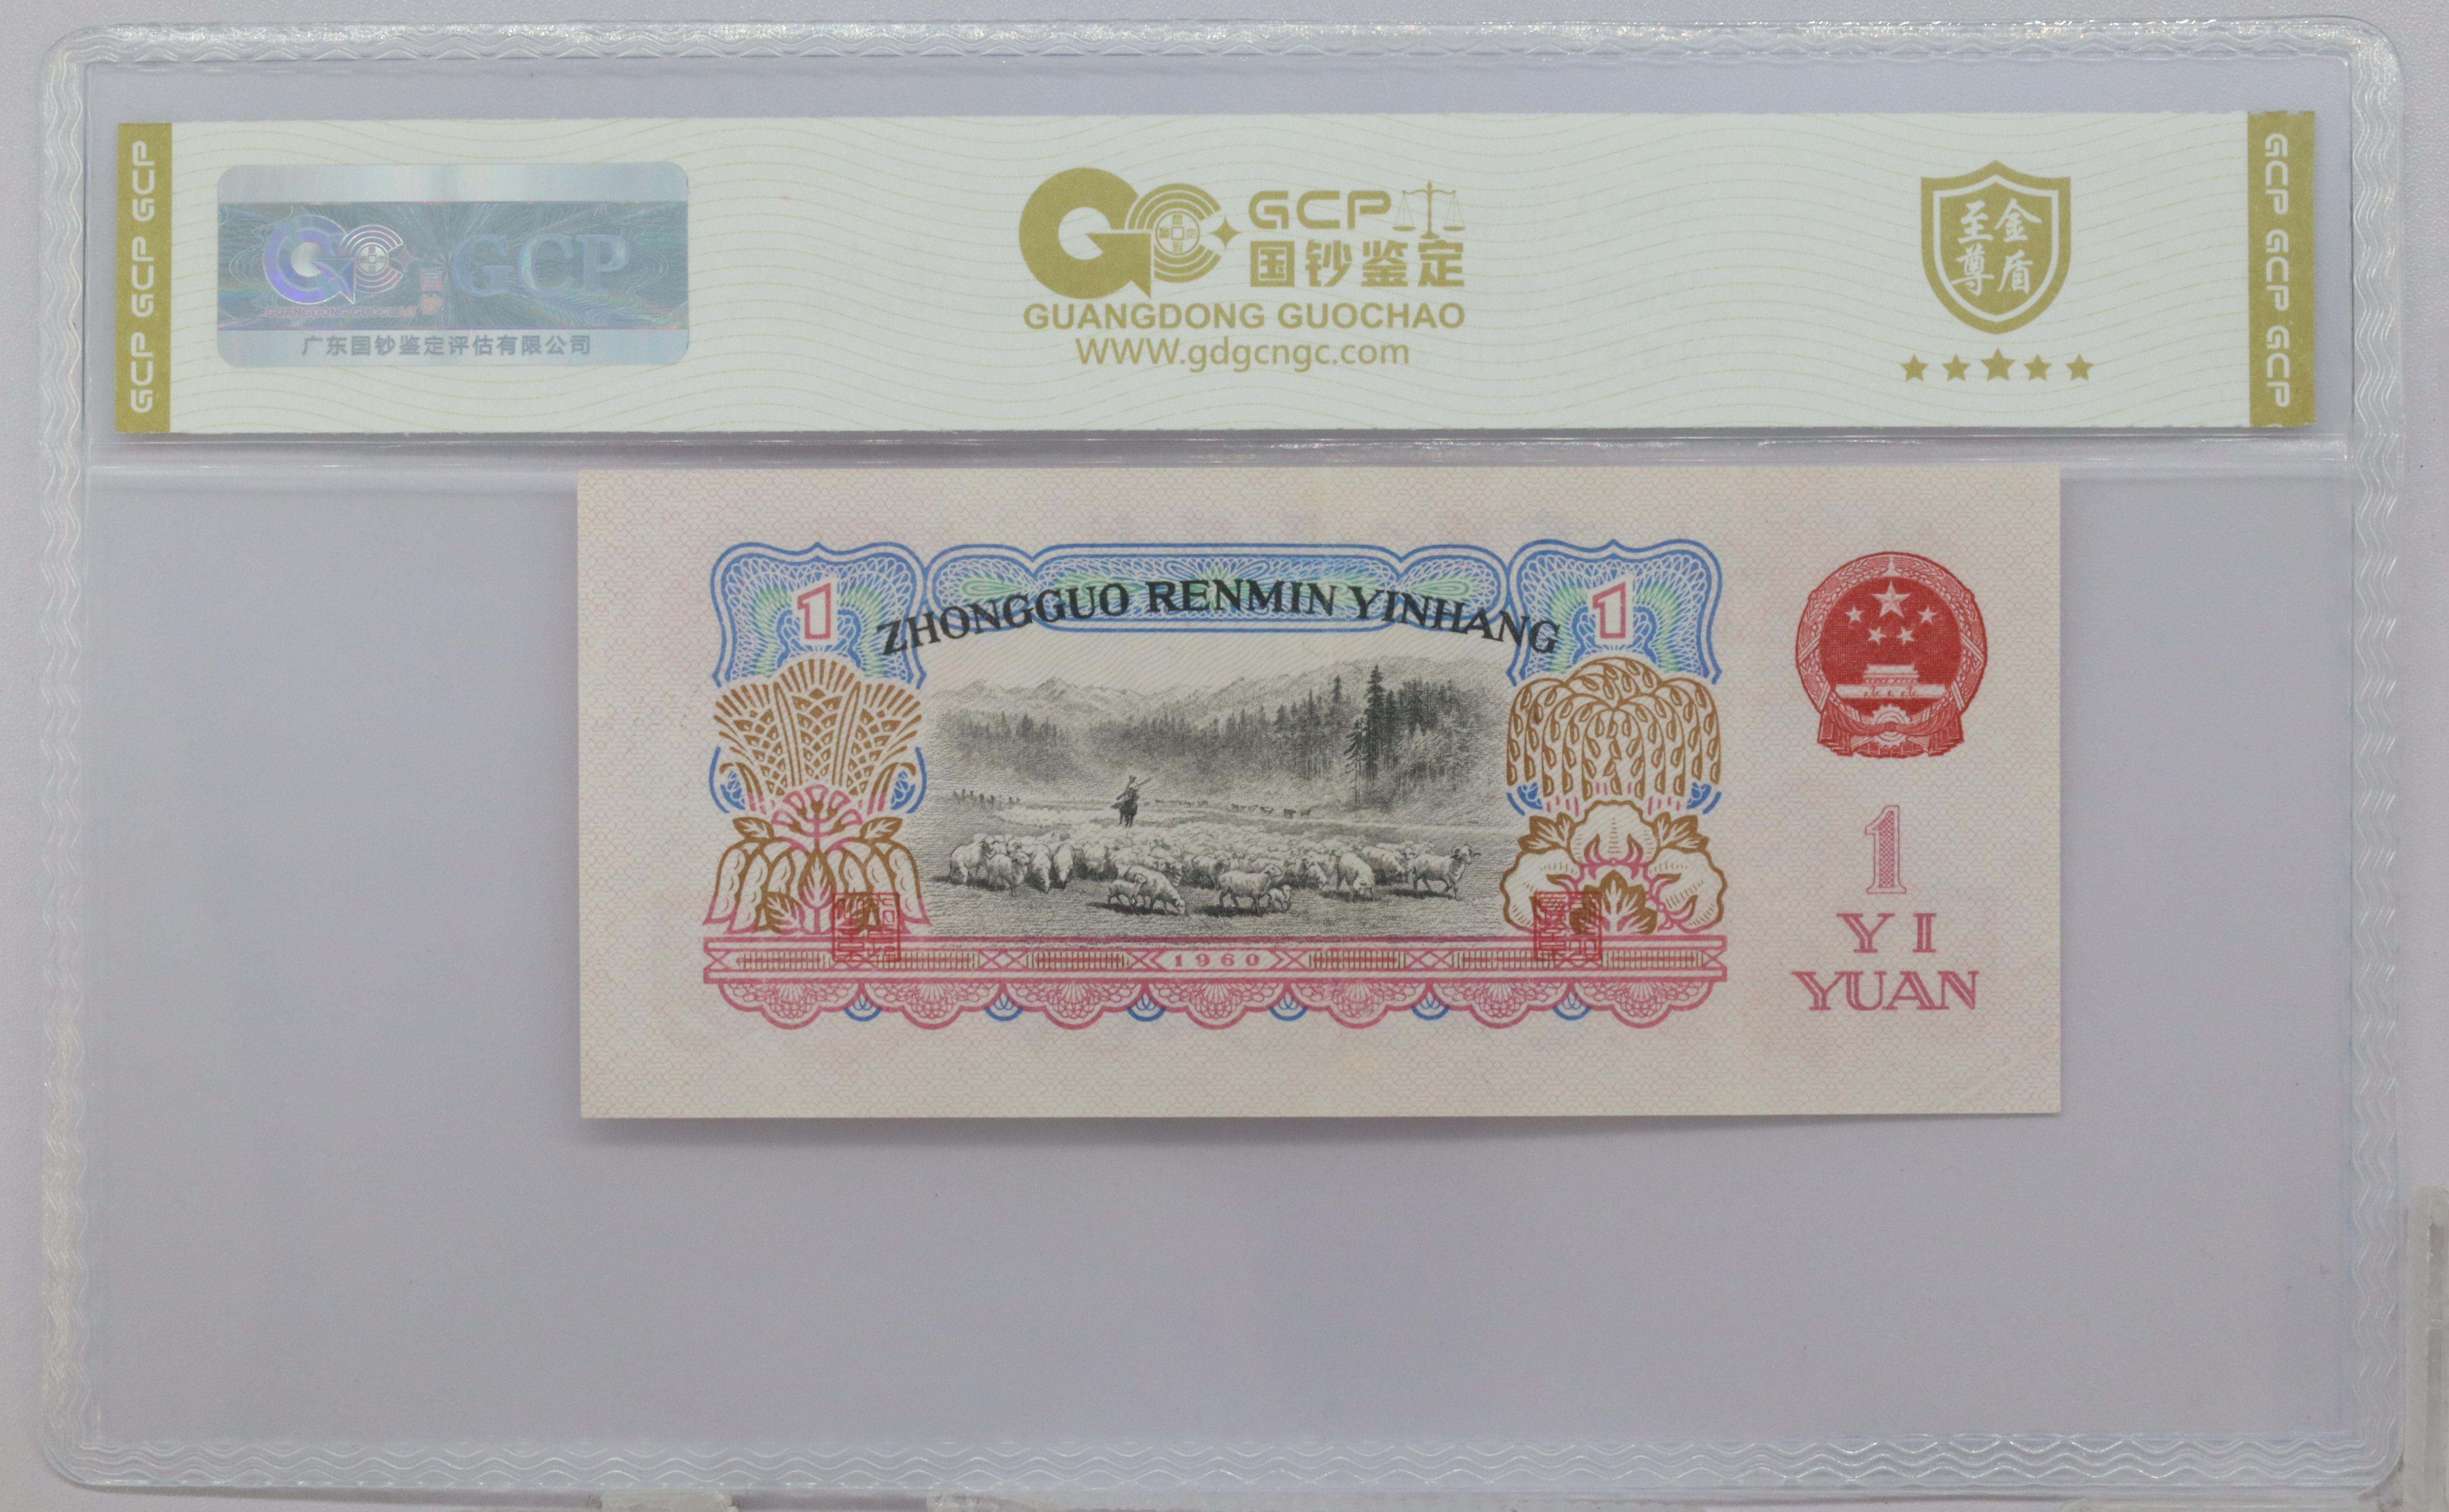 GCP GCP GCP
GCP
国钞
GUANGDONG GUOCHAO
广东国钞鉴定评估有限公司
GCP
国钞鉴定
GUANGDONG GUOCHAO
WWW.gdgcngc.com
至尊金盾
GCP GCP GCP
ZHONGGUO RENMIN YINHANG
1
1
1960
1
YI
YUAN